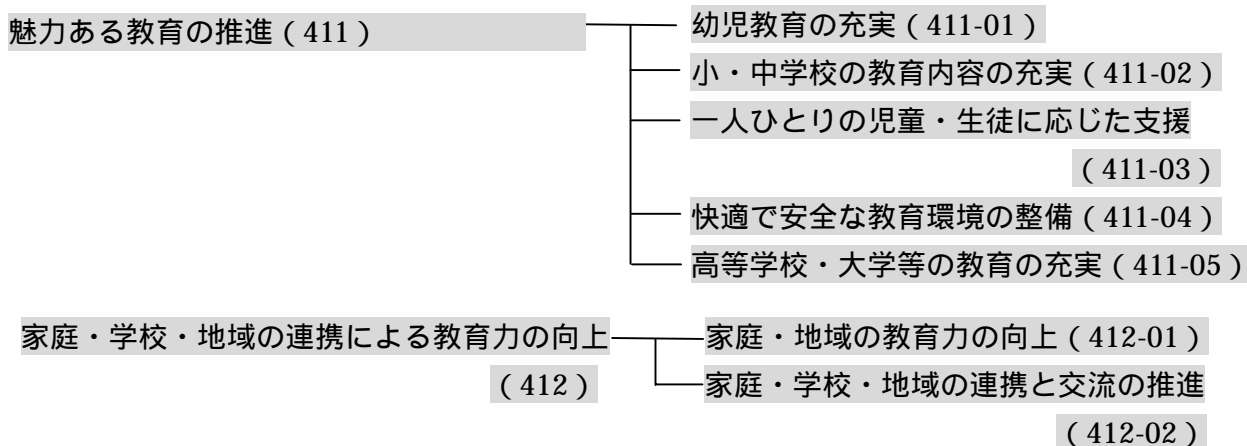 魅力ある教育の推進(411)
幼児教育の充実(411-01)
小・中学校の教育内容の充実(411-02)
一人ひとりの児童・生徒に応じた支援
(411-03)
快適で安全な教育環境の整備(411-04)
高等学校・大学等の教育の充実(411-05)
家庭・学校・地域の連携による教育力の向上
(412)
家庭・地域の教育力の向上(412-01)
家庭・学校・地域の連携と交流の推進
(412-02)